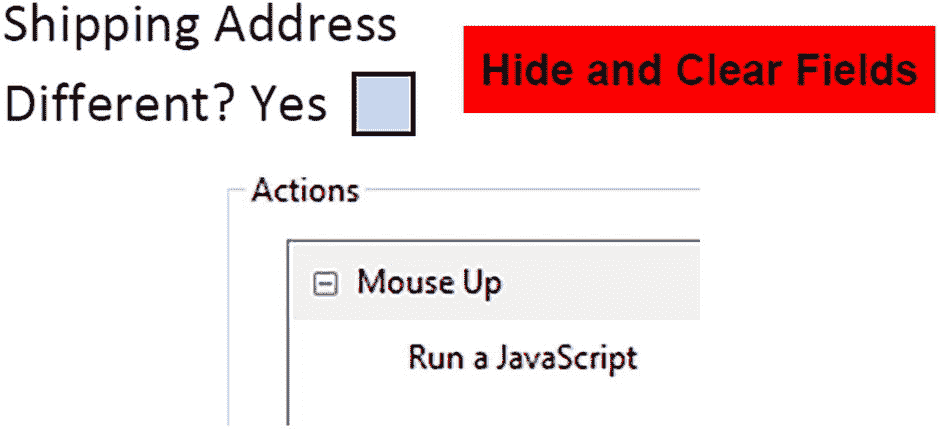 Shipping Address
Different? Yes
Hide and Clear Fields
Actions
Mouse Up
Run a JavaScript